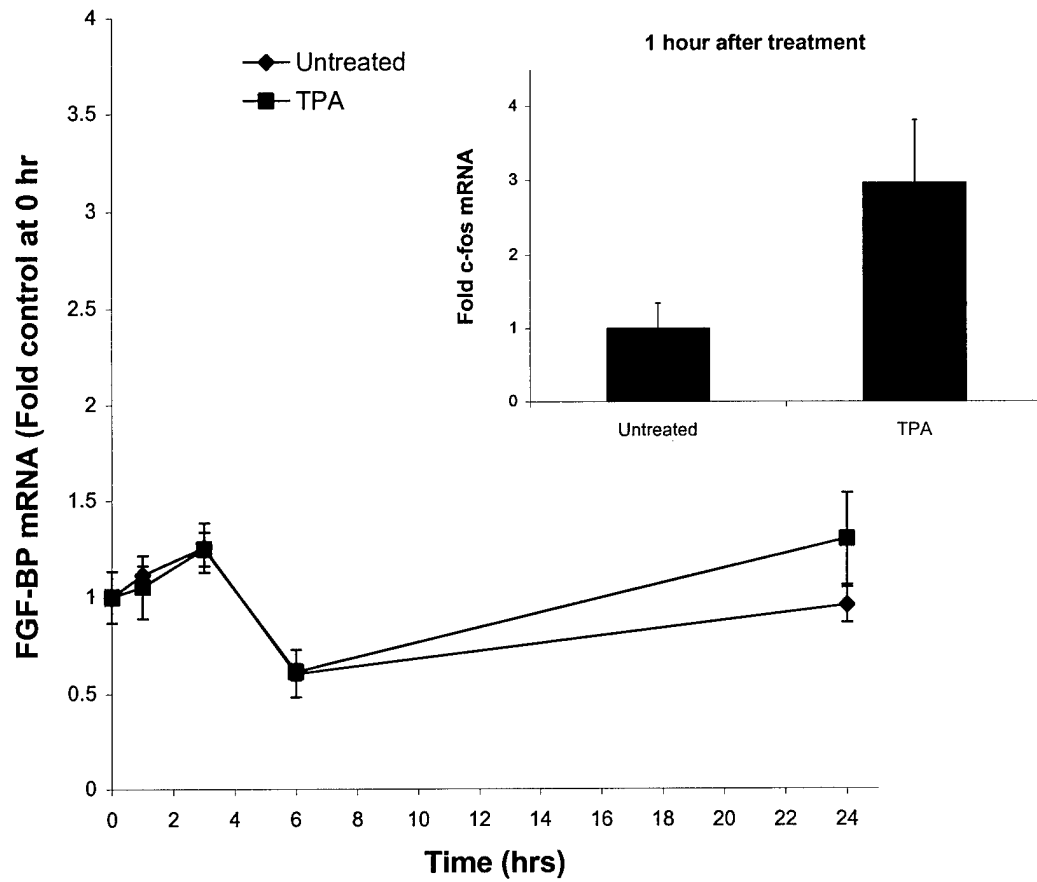 4
3.5
3
2.5
2
1.5
1
0.5
0
FGF-BP mRNA (Fold control at 0 hr
Untreated
TPA
0 2 4 6 8 10 12 14 16 18 20 22 24
Time (hrs)
1 hour after treatment
Fold c-fos mRNA
4
3
2
1
0
Untreated TPA